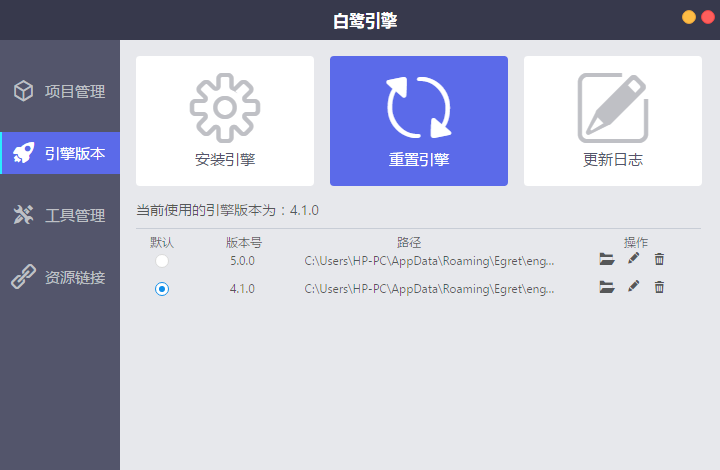 白鹭引擎
项目管理
引擎版本
工具管理
资源链接
安装引擎
重置引擎
更新日志
当前使用的引擎版本为：4.1.0
默认 版本号 路径 操作
5.0.0 C:\Users\HP-PC\AppData\Roaming\Egret\eng...
4.1.0 C:\Users\HP-PC\AppData\Roaming\Egret\eng...